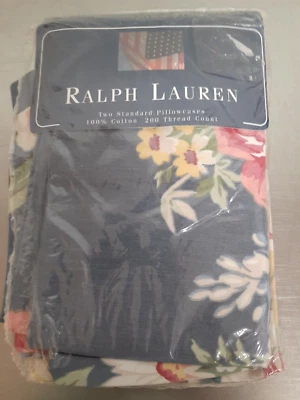 RALPH LAUREN
Two Standard Pillowcases
100% Cotton 200 Thread Count